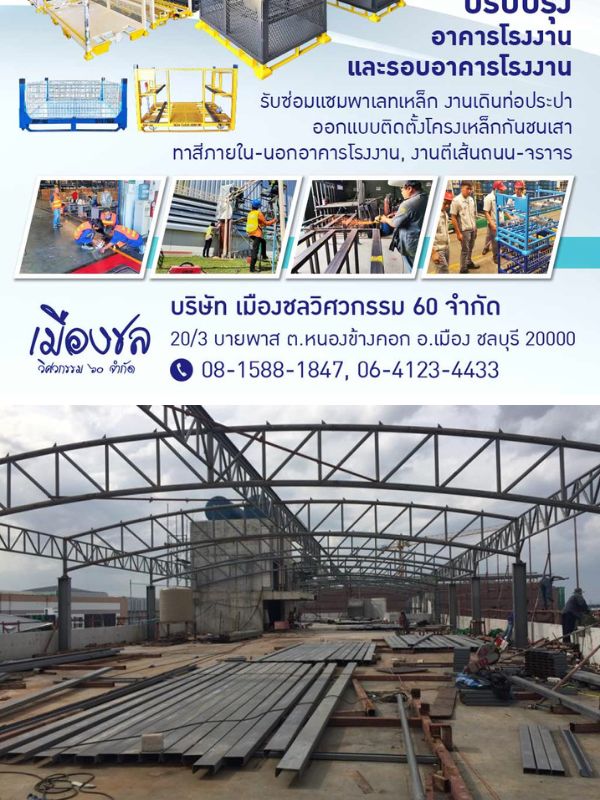 ปรับปรุง
อาคารโรงงาน
และรอบอาคารโรงงาน
รับซ่อมแซมพาเลทเหล็ก งานเดินท่อประปา
ออกแบบติดตั้งโครงเหล็กกันชนเสา
ทาสีภายใน-นอกอาคารโรงงาน, งานตีเส้นถนน-จราจร
เมืองชล
วิศวกรรม ๖๐ จำกัด
บริษัท เมืองชลวิศวกรรม 60 จำกัด
20/3 บายพาส ต.หนองข้างคอก อ.เมือง ชลบุรี 20000
08-1588-1847, 06-4123-4433